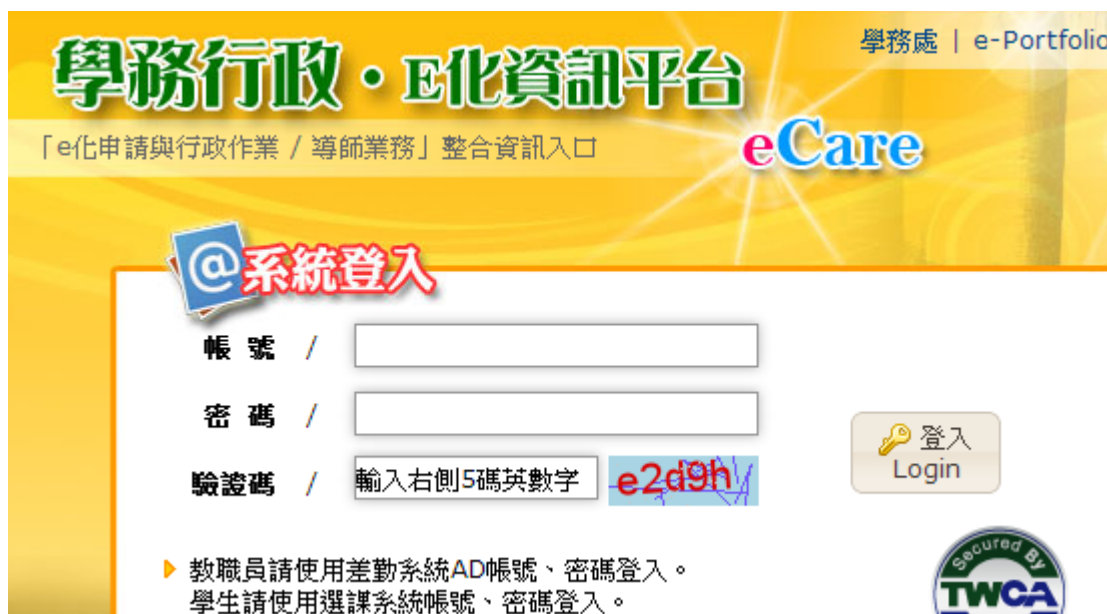 學務處 | e-Portfolio
學務行政・E化資訊平台
「e化申請與行政作業 / 導師業務」整合資訊入口
eCare
@系統登入
帳 號 /
密 碼 /
登入
Login
驗證碼 / 輸入右側5碼英數字 e2d9h
教職員請使用差勤系統AD帳號、密碼登入。
學生請使用選課系統帳號、密碼登入。
Secured By
TWCA